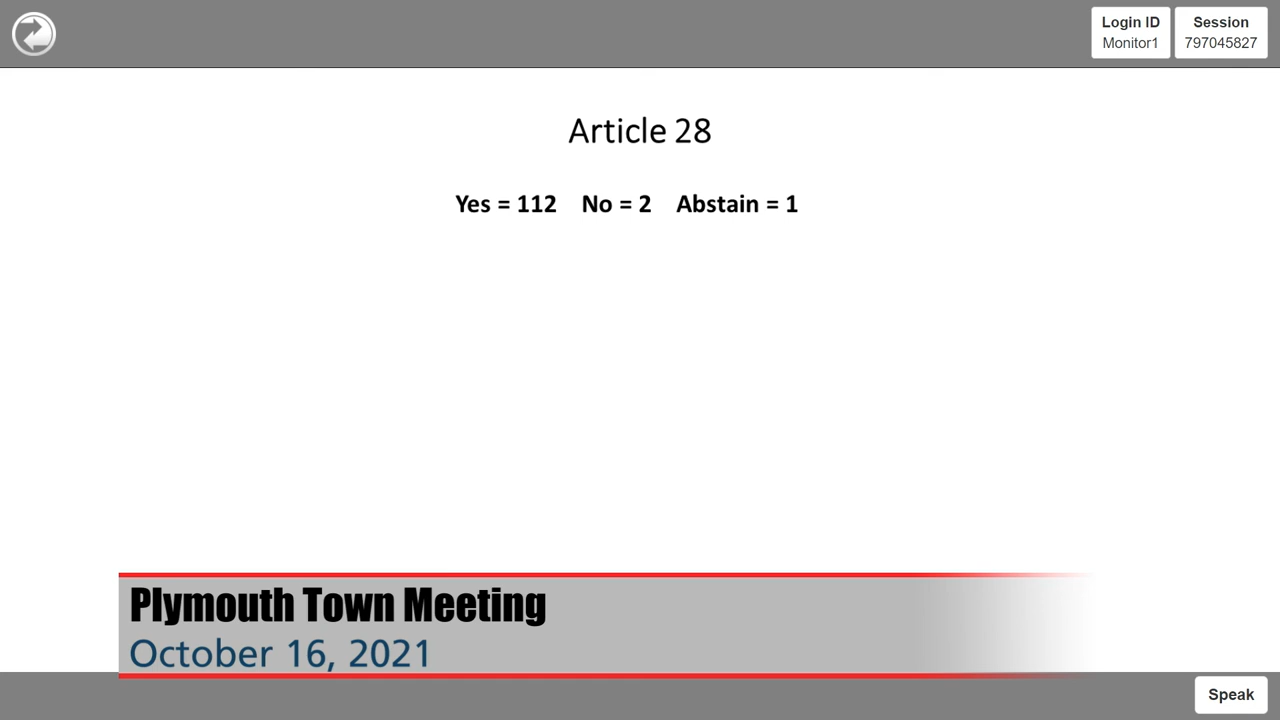 Login ID
Monitor1
Session
797045827
Article 28
Yes = 112 No = 2 Abstain = 1
Plymouth Town Meeting
October 16, 2021
Speak